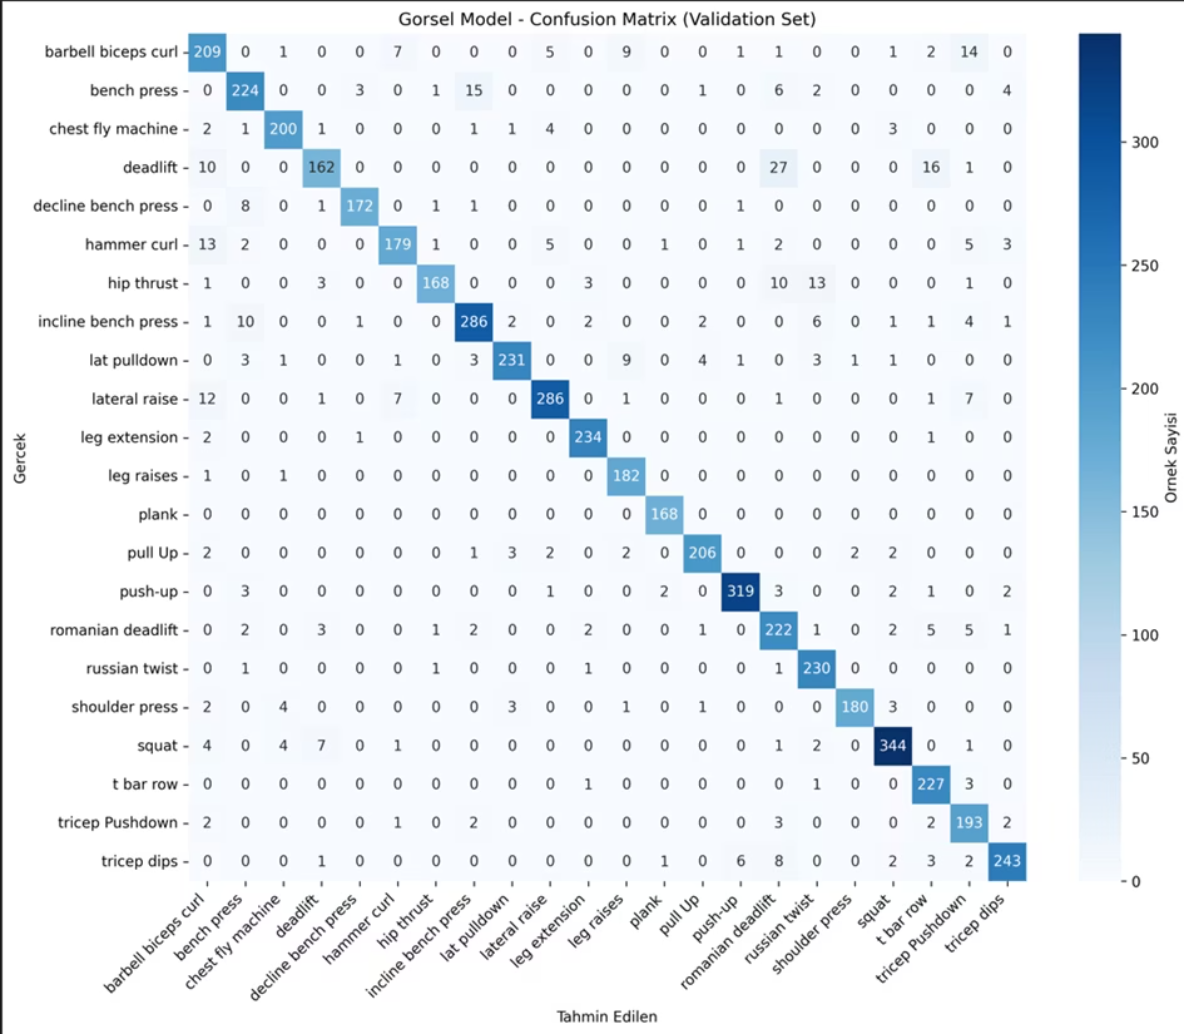 Gorsel Model - Confusion Matrix (Validation Set)
barbell biceps curl 209 0 1 0 0 7 0 0 0 5 0 9 0 0 1 1 0 0 1 2 14 0
bench press 0 224 0 0 3 0 1 15 0 0 0 0 0 1 0 6 2 0 0 0 0 4
chest fly machine 2 1 200 1 0 0 0 1 1 4 0 0 0 0 0 0 0 0 3 0 0 0
deadlift 10 0 0 162 0 0 0 0 0 0 0 0 0 0 0 27 0 0 0 16 1 0
decline bench press 0 8 0 1 172 0 1 1 0 0 0 0 0 0 1 0 0 0 0 0 0 0
hammer curl 13 2 0 0 0 179 1 0 0 5 0 0 1 0 1 2 0 0 0 0 5 3
hip thrust 1 0 0 3 0 0 168 0 0 0 3 0 0 0 0 10 13 0 0 0 1 0
incline bench press 1 10 0 0 1 0 0 286 2 0 2 0 0 2 0 0 6 0 1 1 4 1
lat pulldown 0 3 1 0 0 1 0 3 231 0 0 9 0 4 1 0 3 1 1 0 0 0
lateral raise 12 0 0 1 0 7 0 0 0 286 0 1 0 0 0 1 0 0 0 1 7 0
leg extension 2 0 0 0 1 0 0 0 0 0 234 0 0 0 0 0 0 0 0 1 0 0
leg raises 1 0 1 0 0 0 0 0 0 0 0 182 0 0 0 0 0 0 0 0 0 0
plank 0 0 0 0 0 0 0 0 0 0 0 0 168 0 0 0 0 0 0 0 0 0
pull Up 2 0 0 0 0 0 0 1 3 2 0 2 0 206 0 0 0 2 2 0 0 0
push-up 0 3 0 0 0 0 0 0 0 1 0 0 2 0 319 3 0 0 2 1 0 2
romanian deadlift 0 2 0 3 0 0 1 2 0 0 2 0 0 1 0 222 1 0 2 5 5 1
russian twist 0 1 0 0 0 0 1 0 0 0 1 0 0 0 0 1 230 0 0 0 0 0
shoulder press 2 0 4 0 0 0 0 0 3 0 0 1 0 1 0 0 0 180 3 0 0 0
squat 4 0 4 7 0 1 0 0 0 0 0 0 0 0 0 1 2 0 344 0 1 0
t bar row 0 0 0 0 0 0 0 0 0 0 1 0 0 0 0 0 1 0 0 227 3 0
tricep Pushdown 2 0 0 0 0 1 0 2 0 0 0 0 0 0 0 3 0 0 0 2 193 2
tricep dips 0 0 0 1 0 0 0 0 0 0 0 0 1 0 6 8 0 0 2 3 2 243
Gercek
barbell biceps curl
bench press
chest fly machine
deadlift
decline bench press
hammer curl
hip thrust
incline bench press
lat pulldown
lateral raise
leg extension
leg raises
plank
pull Up
push-up
romanian deadlift
russian twist
shoulder press
squat
t bar row
tricep Pushdown
tricep dips
Tahmin Edilen
300
250
200
150
100
50
0
Ornek Sayisi